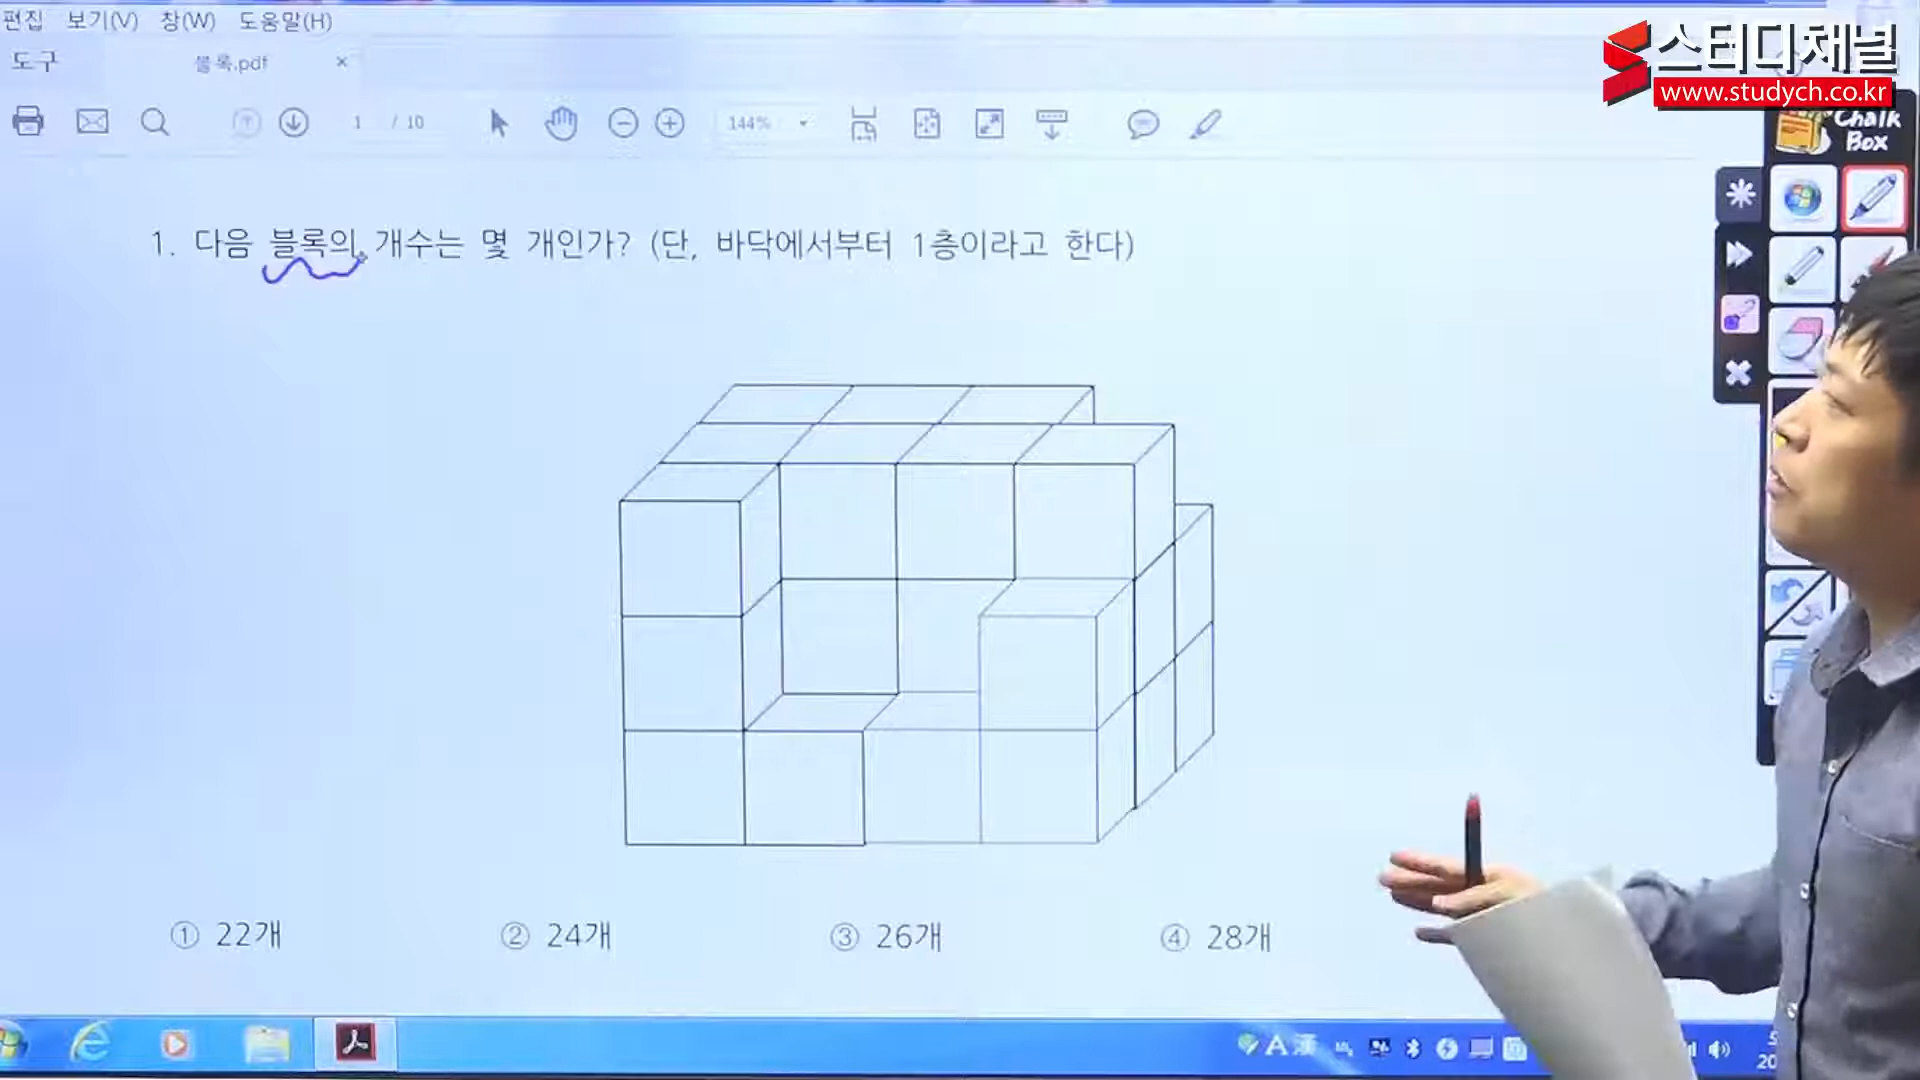 편집 보기(V) 창(W) 도움말(H)
스터디채널
www.studych.co.kr
도구 블록.pdf ×
1 / 10 144%
Chalk
Box
1. 다음 블록의 개수는 몇 개인가? (단, 바닥에서부터 1층이라고 한다)
① 22개 ② 24개 ③ 26개 ④ 28개
A 漢